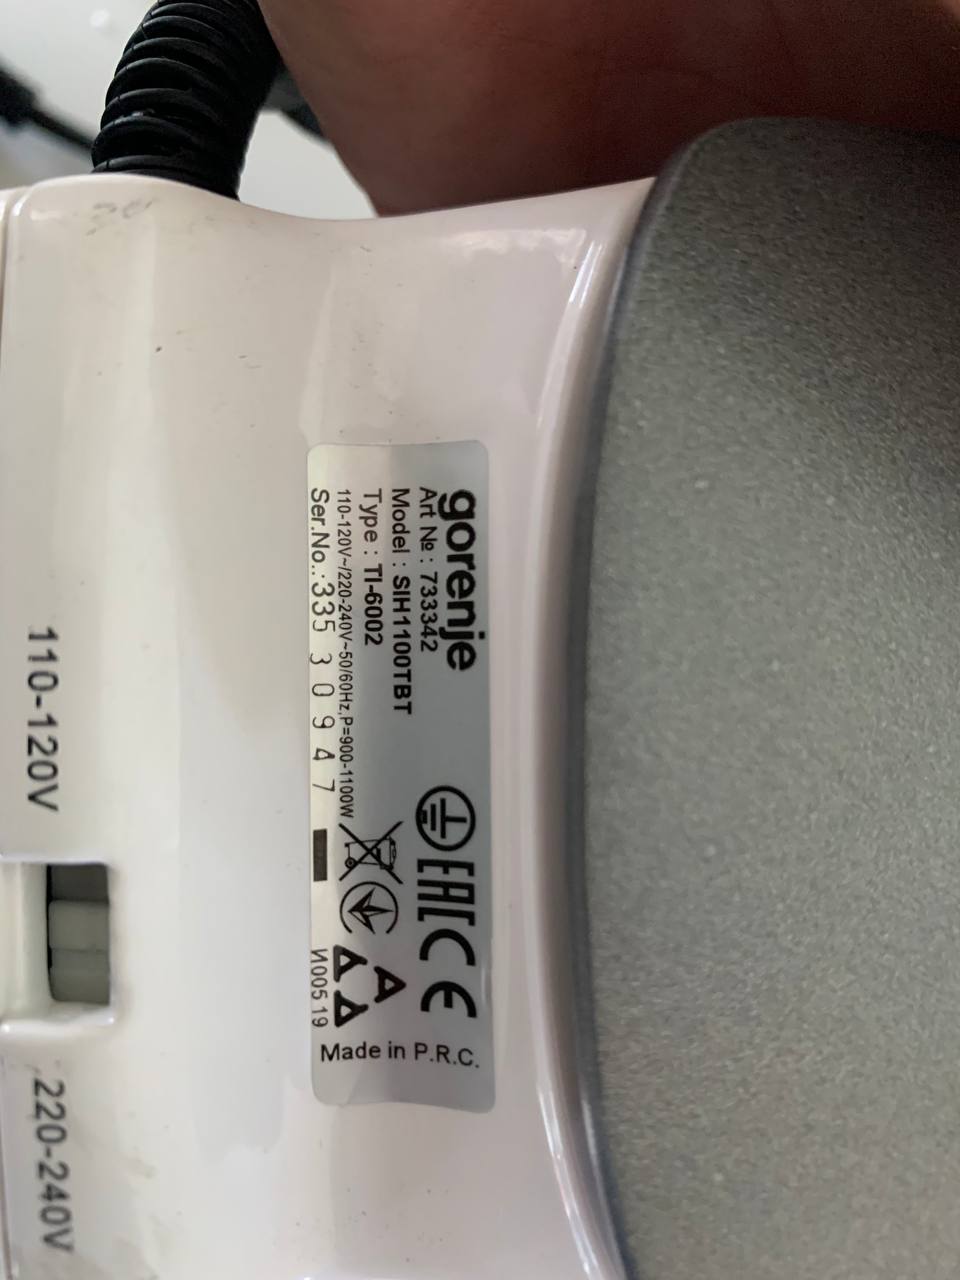 gorenje
Art №: 733342
Model : SIH1100TBT
Type : TI-6002
110-120V~/220-240V~50/60Hz,P=900-1100W
Ser.No.:335 3 0 9 4 7
EAC CE
И00519
Made in P.R.C.
110-120V
220-240V